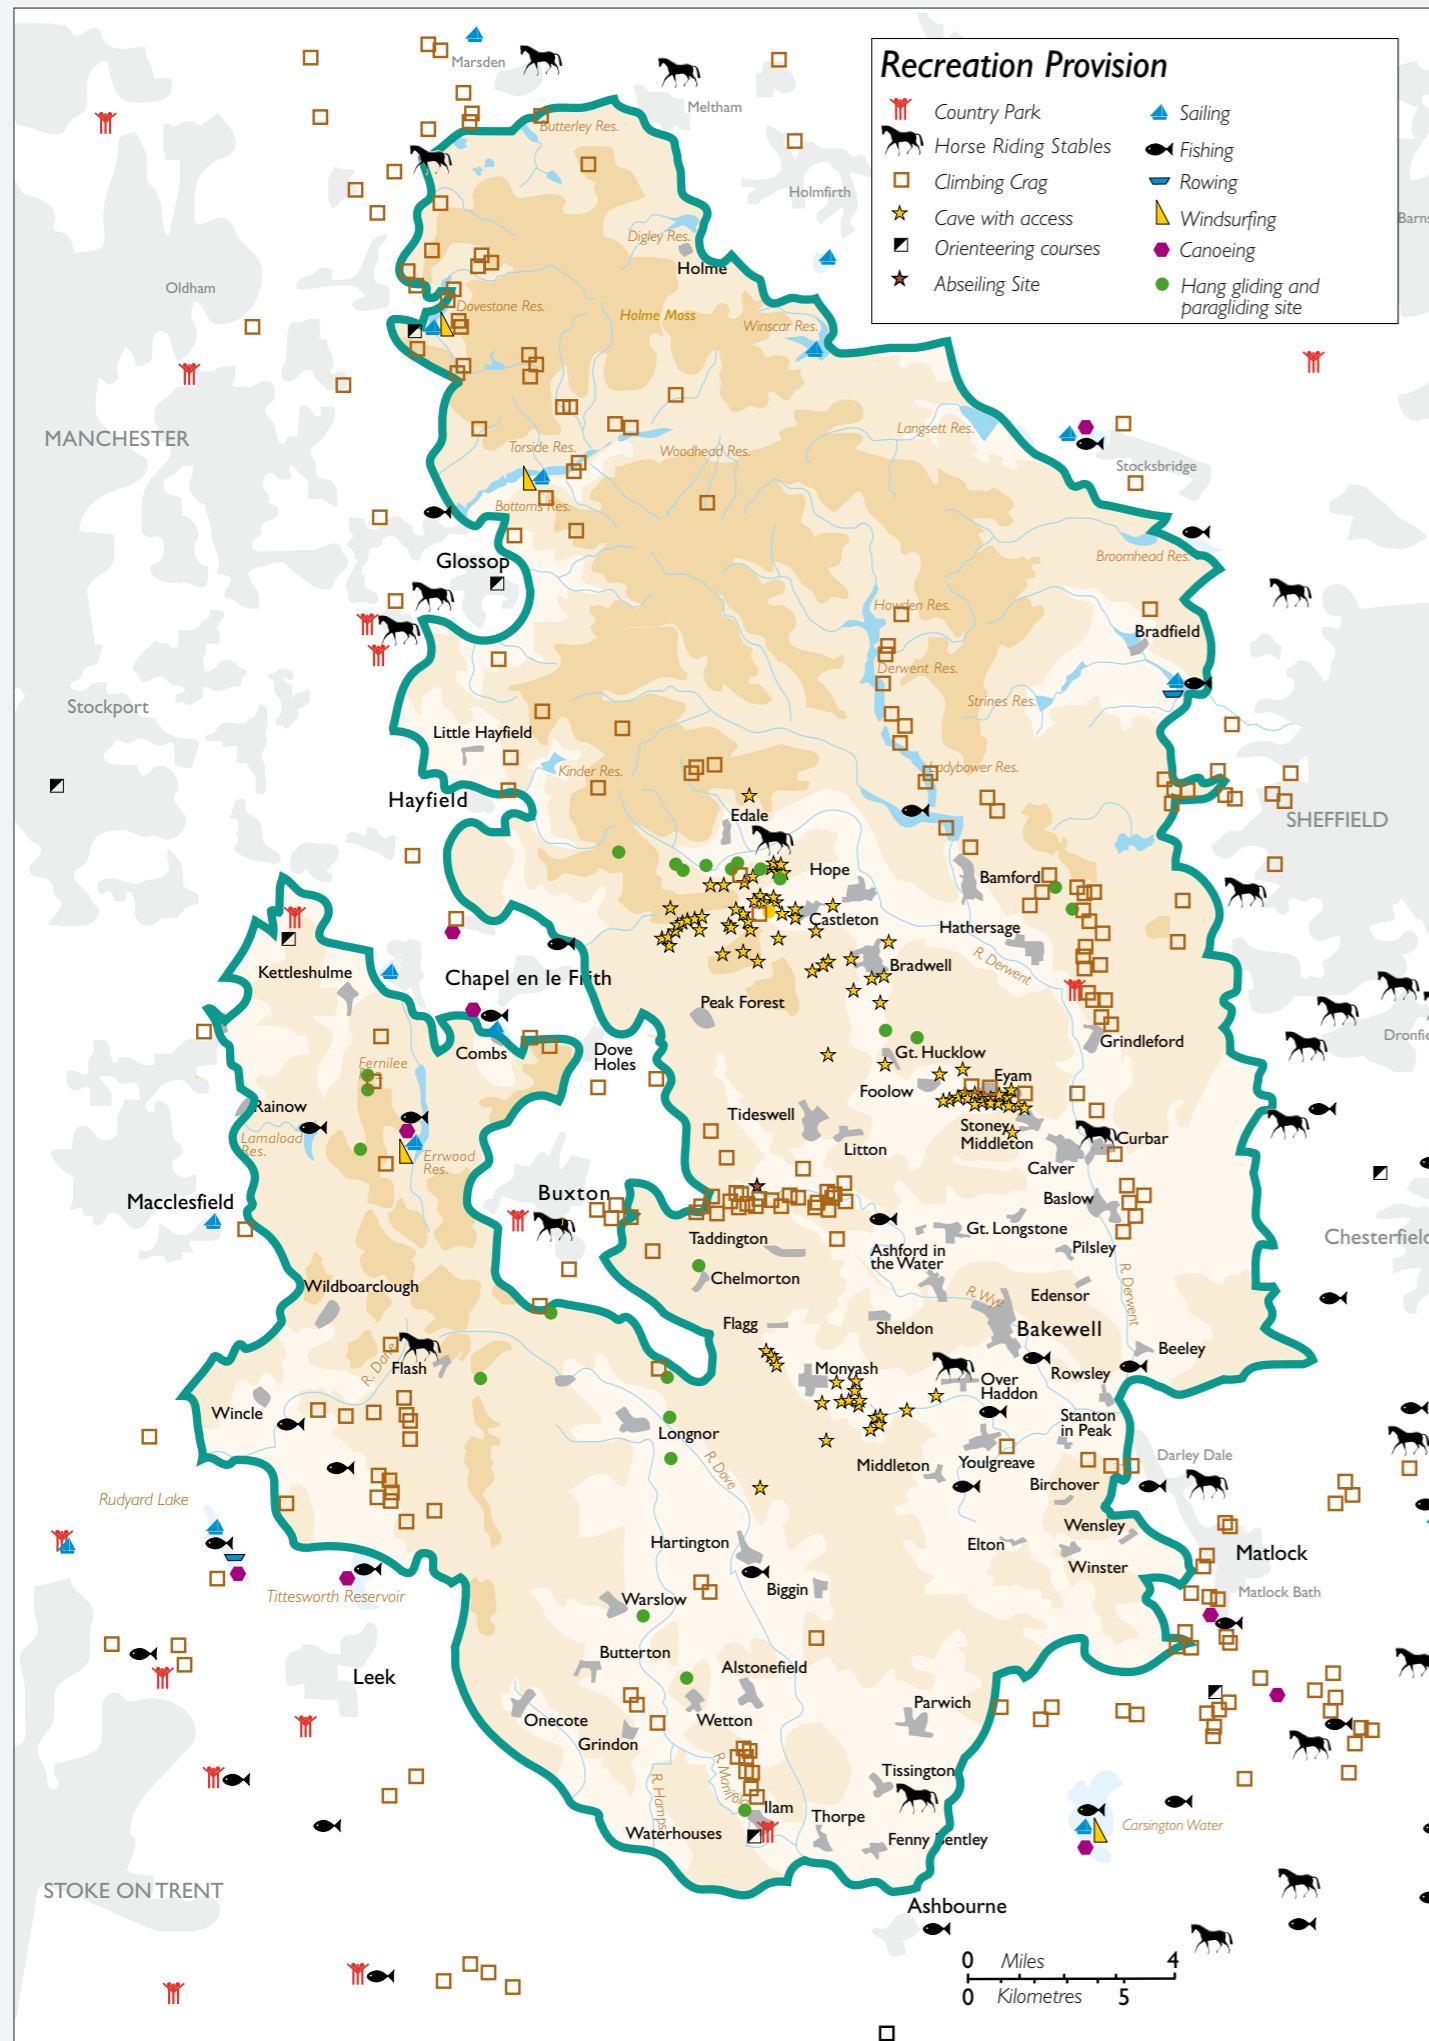 Recreation Provision
Country Park
Horse Riding Stables
Climbing Crag
Cave with access
Orienteering courses
Abseiling Site
Sailing
Fishing
Rowing
Windsurfing
Canoeing
Hang gliding and
paragliding site
Marsden
Meltham
Butterley Res.
Holmfirth
Barns
Digley Res.
Holme
Oldham
Dovestone Res.
Holme Moss
Winscar Res.
MANCHESTER
Langsett Res.
Torside Res.
Woodhead Res.
Stocksbridge
Bottoms Res.
Glossop
Broomhead Res.
Howden Res.
Bradfield
Derwent Res.
Stockport
Strines Res.
Little Hayfield
Kinder Res.
Ladybower Res.
Hayfield
Edale
SHEFFIELD
Hope
Bamford
Castleton
Hathersage
Kettleshulme
Chapel en le Frith
Bradwell
R. Derwent
Peak Forest
Dronfie
Combs
Dove
Holes
Grindleford
Gt. Hucklow
Fernilee
Res.
Eyam
Foolow
Rainow
Tideswell
Stoney
Middleton
Curbar
Lamaload
Res.
Litton
Errwood
Res.
Calver
Macclesfield
Buxton
Baslow
Gt. Longstone
Taddington
Ashford in
the Water
Pilsley
Chesterfield
Chelmorton
R. Derwent
Wildboarclough
R. Wye
Edensor
Flagg
Sheldon
Bakewell
Beeley
R. Dane
Flash
Monyash
Over
Haddon
Rowsley
Wincle
Stanton
in Peak
Longnor
R. Dove
Darley Dale
Middleton
Youlgreave
Birchover
Rudyard Lake
Wensley
Hartington
Elton
Matlock
Winster
Tittesworth Reservoir
Biggin
Matlock Bath
Warslow
Butterton
Alstonefield
Leek
Parwich
Onecote
Wetton
Grindon
R. Manifold
Tissington
R. Hamps
Ilam
Thorpe
Carsington Water
Waterhouses
Fenny Bentley
STOKE ON TRENT
Ashbourne
0 Miles 4
0 Kilometres 5